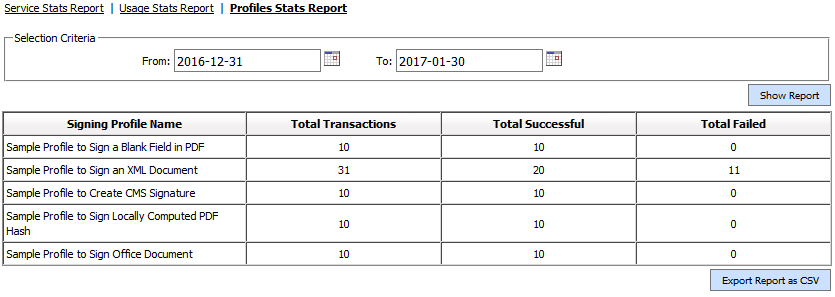 Service Stats Report | Usage Stats Report | Profiles Stats Report
Selection Criteria
From: 2016-12-31 To: 2017-01-30
Show Report
Signing Profile Name Total Transactions Total Successful Total Failed
Sample Profile to Sign a Blank Field in PDF 10 10 0
Sample Profile to Sign an XML Document 31 20 11
Sample Profile to Create CMS Signature 10 10 0
Sample Profile to Sign Locally Computed PDF
Hash 10 10 0
Sample Profile to Sign Office Document 10 10 0
Export Report as CSV